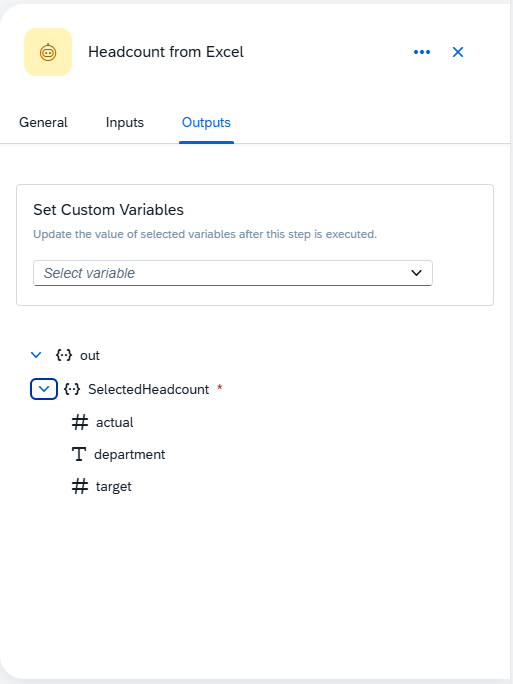 Headcount from Excel
General Inputs Outputs
Set Custom Variables
Update the value of selected variables after this step is executed.
Select variable
out
SelectedHeadcount *
actual
department
target